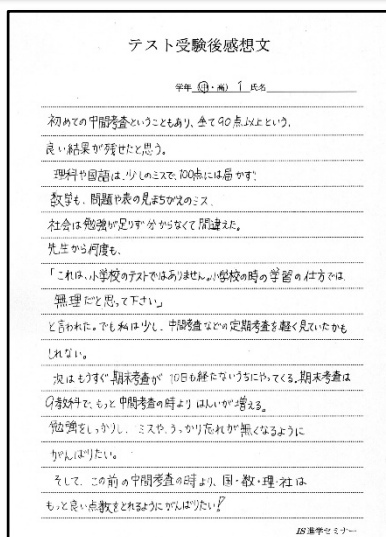 テスト受験後感想文
学年 中・高) 1 氏名
初めての中間考査ということもあり、全て90点以上という、
良い結果が残せたと思う。
理科や国語は、少しのミスで、100点には届かず、
数学も、問題や表の見まちがえのミス、
社会は勉強が足りず分からなくて間違えた。
先生から何度も、
「これは、小学校のテストではありません。小学校の時の学習の仕方では、
無理だと思って下さい」
と言われた。でも私は少し、中間考査などの定期考査を軽く見ていたかも
しれない。
次はもうすぐ期末考査が10日も経たないうちにやってくる。期末考査は
9教科で、もっと中間考査の時よりはんいが増える。
勉強をしっかりし、ミスや、うっかり忘れが無くなるように
がんばりたい。
そして、この前の中間考査の時より、国・数・理・社は
もっと良い点数をとれるようにがんばりたい!
IS進学セミナー